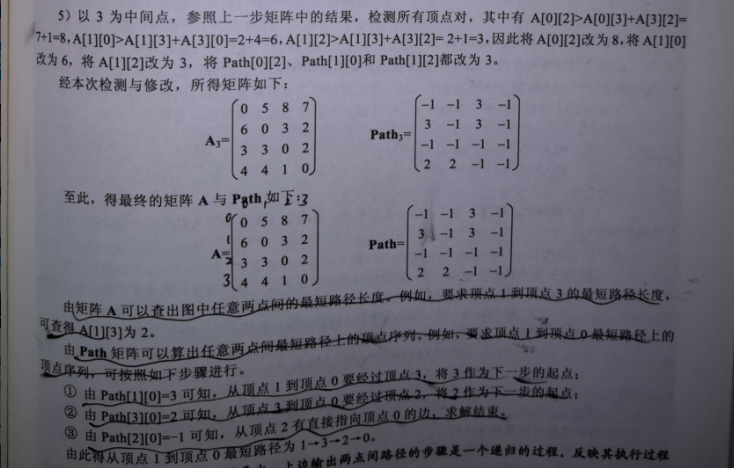 5）以 3 为中间点，参照上一步矩阵中的结果，检测所有顶点对，其中有 A[0][2]>A[0][3]+A[3][2]=
7+1=8，A[1][0]>A[1][3]+A[3][0]=2+4=6，A[1][2]>A[1][3]+A[3][2]= 2+1=3，因此将 A[0][2]改为 8，将 A[1][0]
改为 6，将 A[1][2]改为 3，将 Path[0][2]、Path[1][0]和 Path[1][2]都改为 3。
经本次检测与修改，所得矩阵如下：
0 5 8 7 -1 -1 3 -1
6 0 3 2 3 -1 3 -1
A₃= Path₃=
3 3 0 2 -1 -1 -1 -1
4 4 1 0 2 2 -1 -1
至此，得最终的矩阵 A 与 Path 如下：
0 1 2 3
0 0 5 8 7 -1 -1 3 -1
1 6 0 3 2 3 -1 3 -1
A= Path=
2 3 3 0 2 -1 -1 -1 -1
3 4 4 1 0 2 2 -1 -1
由矩阵 A 可以查出图中任意两点间的最短路径长度。例如，要求顶点 1 到顶点 3 的最短路径长度，
可查得 A[1][3]为 2。
由 Path 矩阵可以算出任意两点间最短路径上的顶点序列。例如，要求顶点 1 到顶点 0 最短路径上的
顶点序列，可按照如下步骤进行。
① 由 Path[1][0]=3 可知，从顶点 1 到顶点 0 要经过顶点 3，将 3 作为下一步的起点；
② 由 Path[3][0]=2 可知，从顶点 3 到顶点 0 要经过顶点 2，将 2 作为下一步的起点；
③ 由 Path[2][0]=-1 可知，从顶点 2 有直接指向顶点 0 的边，求解结束。
由此得从顶点 1 到顶点 0 最短路径为 1→3→2→0。
上边输出两点间路径的步骤是一个递归的过程，反映其执行过程